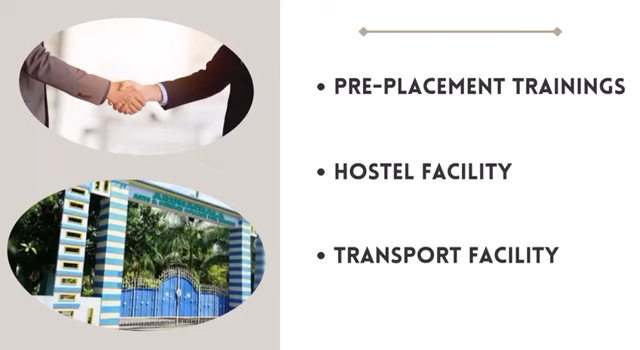 PRE-PLACEMENT TRAININGS
HOSTEL FACILITY
TRANSPORT FACILITY